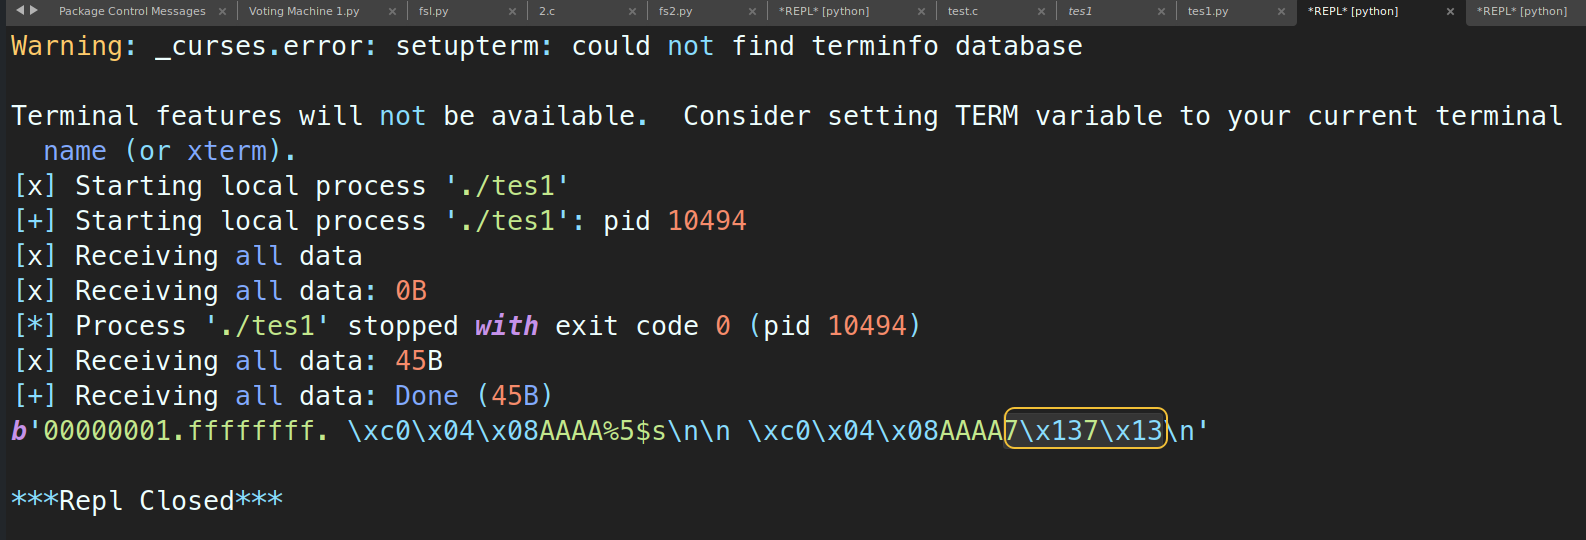 Package Control Messages × Voting Machine 1.py × fsl.py × 2.c × fs2.py × *REPL* [python] × test.c × tes1 × tes1.py × *REPL* [python] × *REPL* [python]
Warning: _curses.error: setupterm: could not find terminfo database
Terminal features will not be available.  Consider setting TERM variable to your current terminal
name (or xterm).
[x] Starting local process './tes1'
[+] Starting local process './tes1': pid 10494
[x] Receiving all data
[x] Receiving all data: 0B
[*] Process './tes1' stopped with exit code 0 (pid 10494)
[x] Receiving all data: 45B
[+] Receiving all data: Done (45B)
b'00000001.ffffffff. \xc0\x04\x08AAAA%5$s\n\n \xc0\x04\x08AAAA7\x137\x13\n'
***Repl Closed***